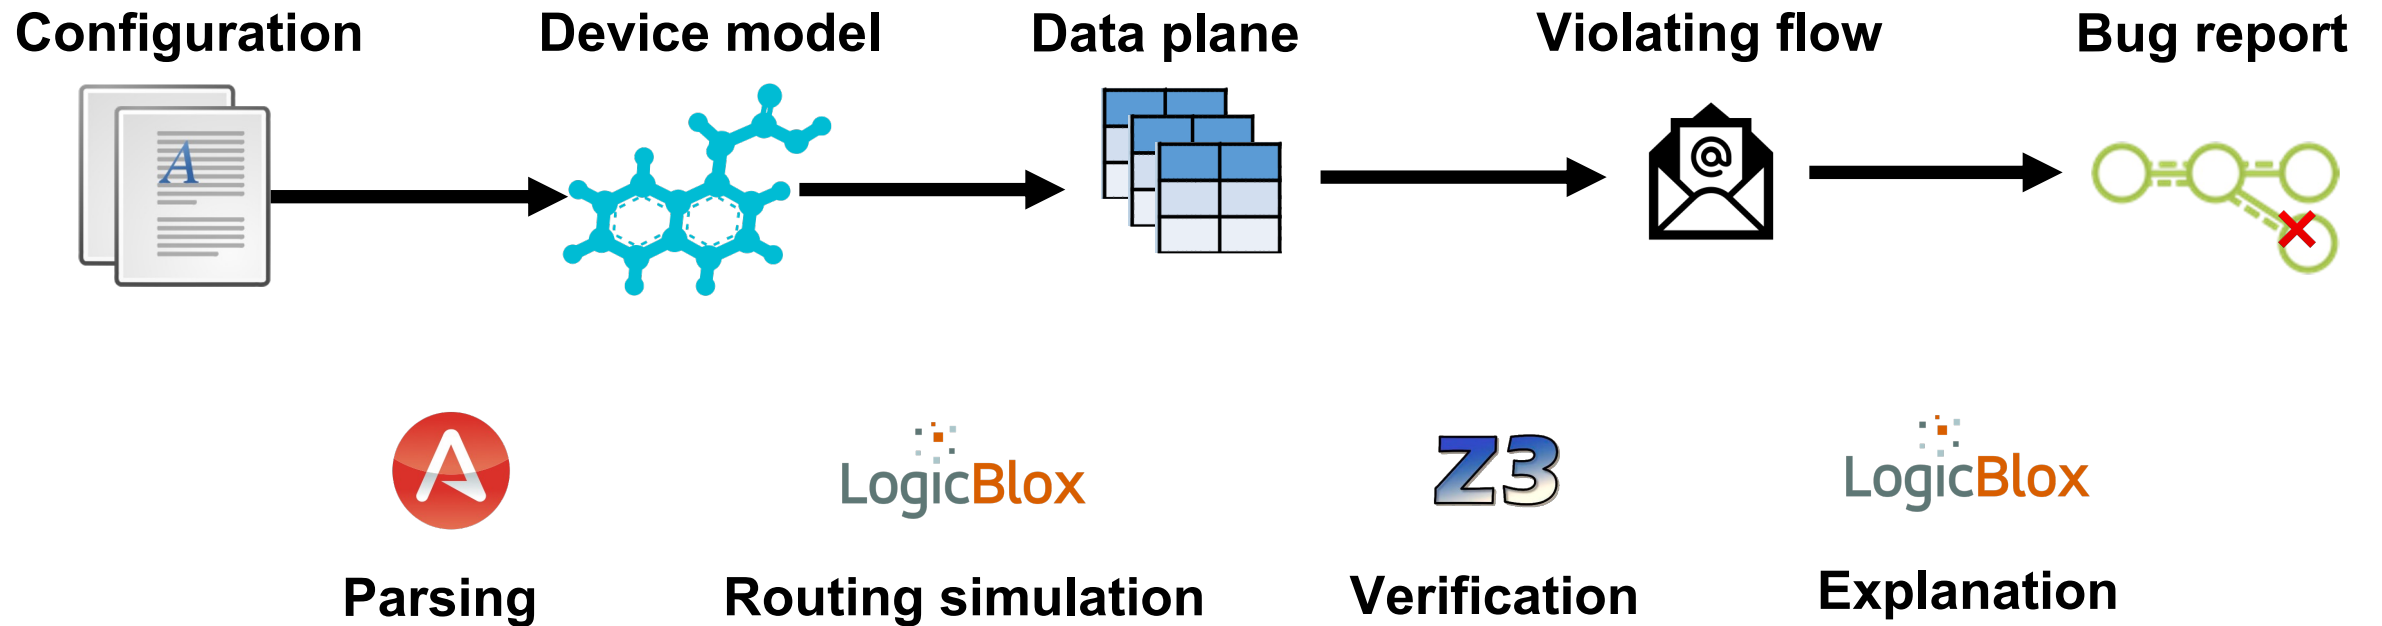 Configuration
Device model
Data plane
Violating flow
Bug report
A
@
LogicBlox
Z3
LogicBlox
Parsing
Routing simulation
Verification
Explanation